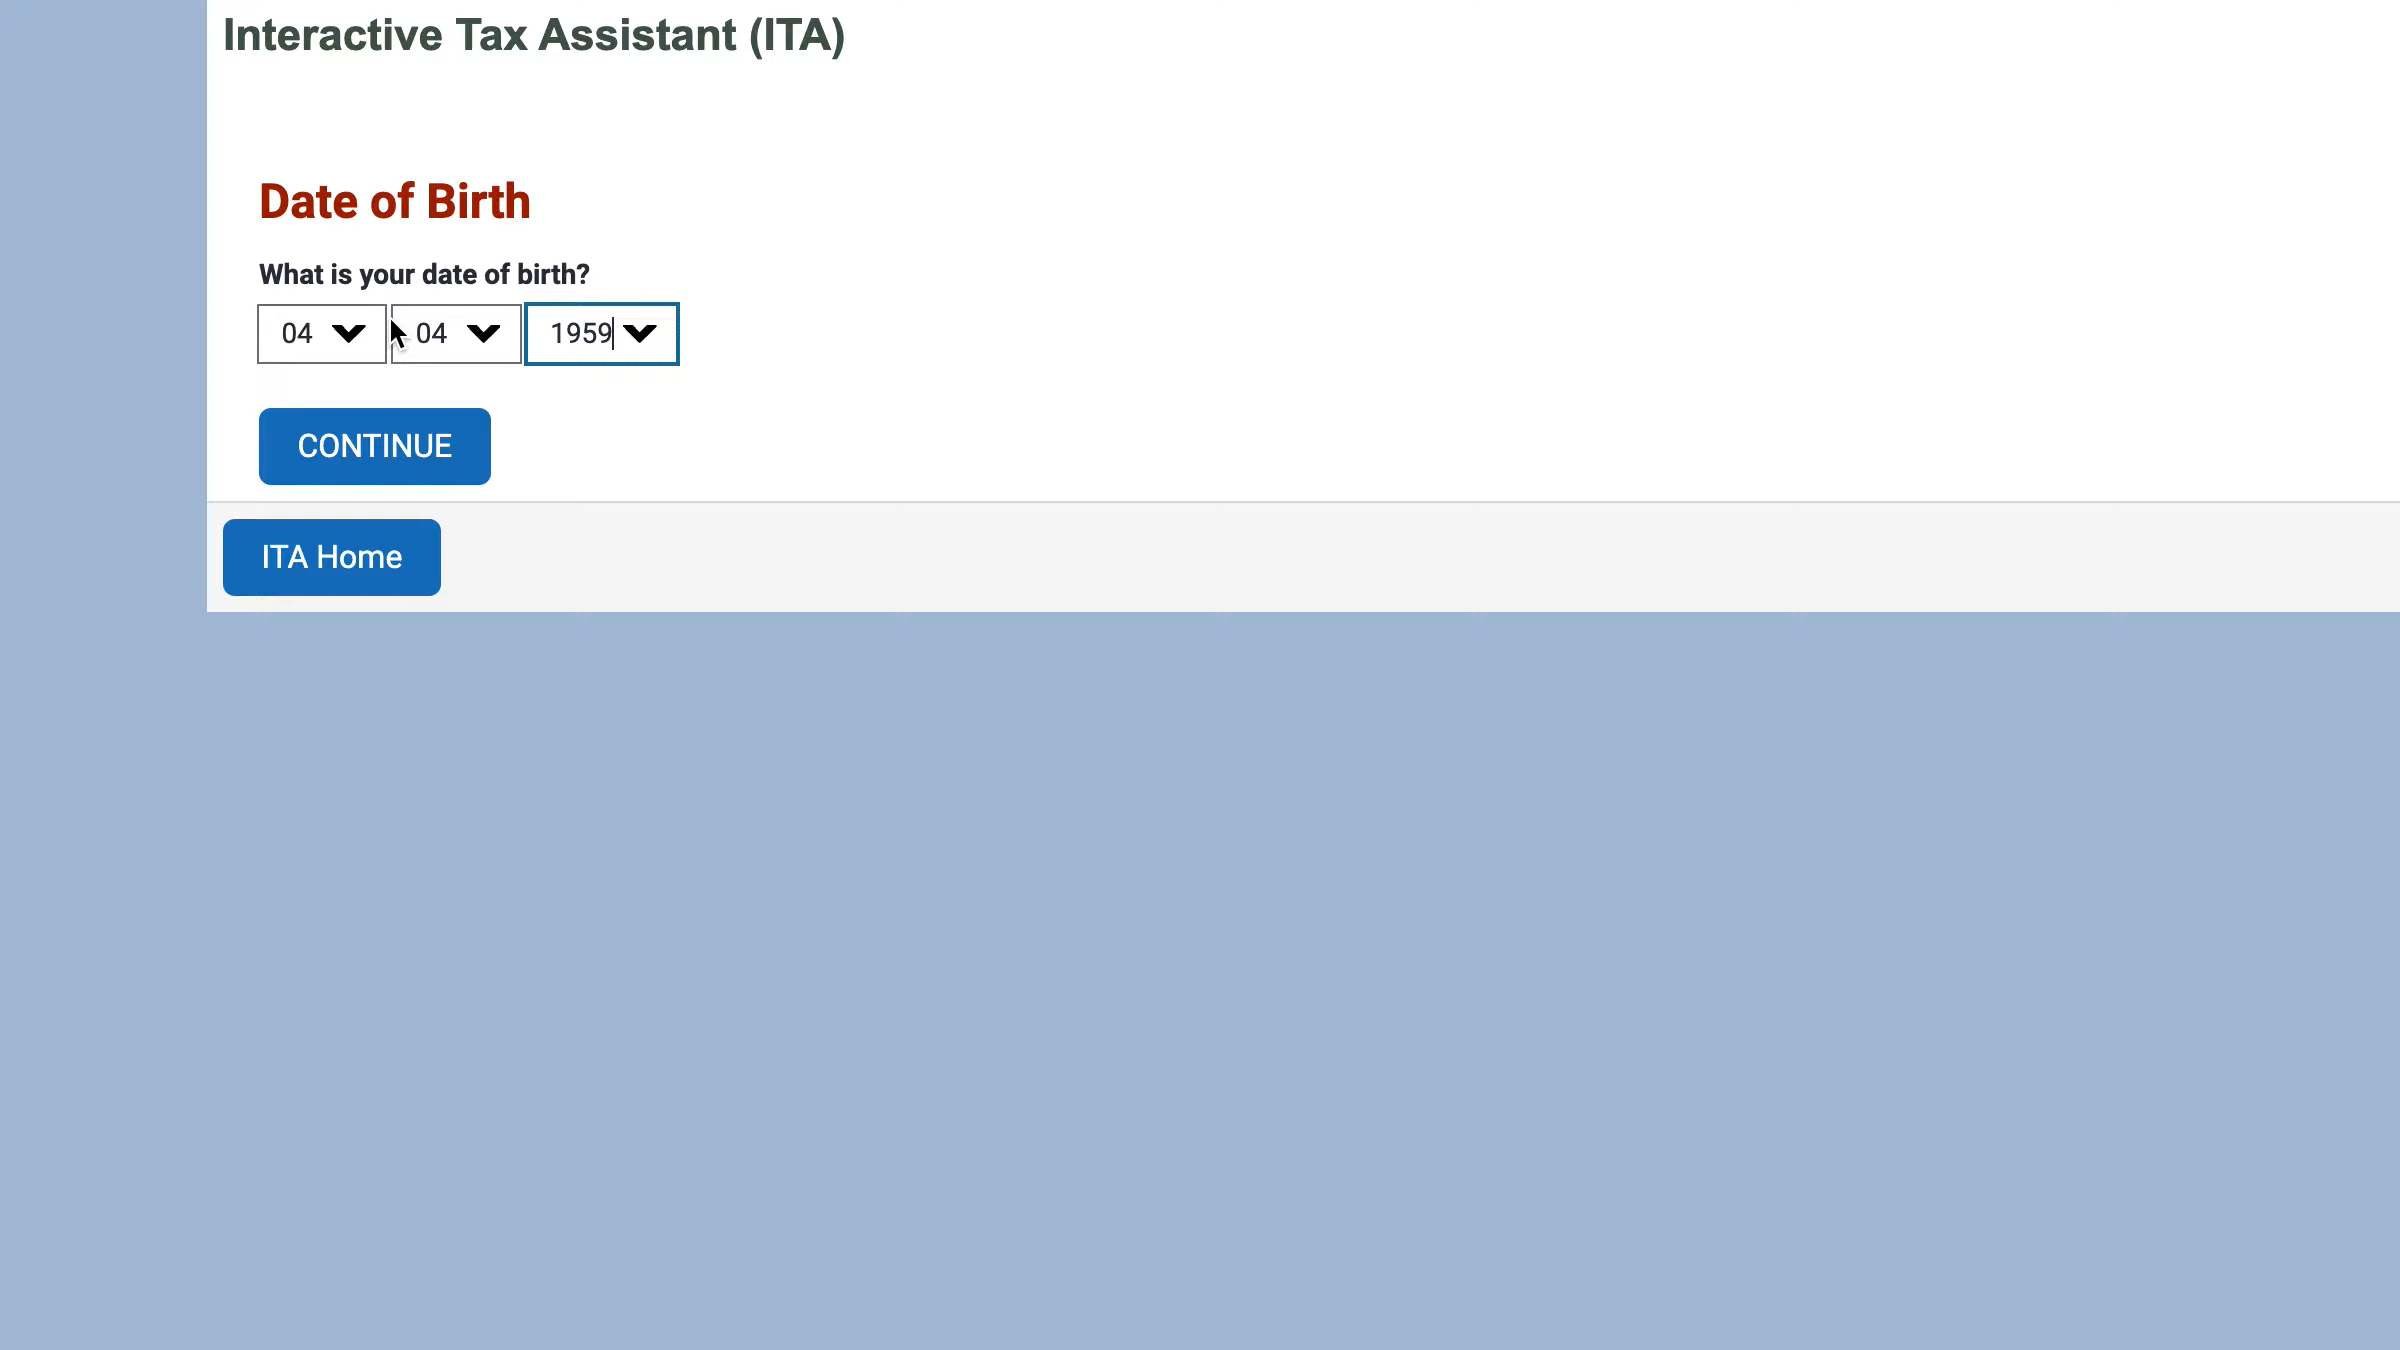 Interactive Tax Assistant (ITA)
Date of Birth
What is your date of birth?
04 04 1959
CONTINUE
ITA Home